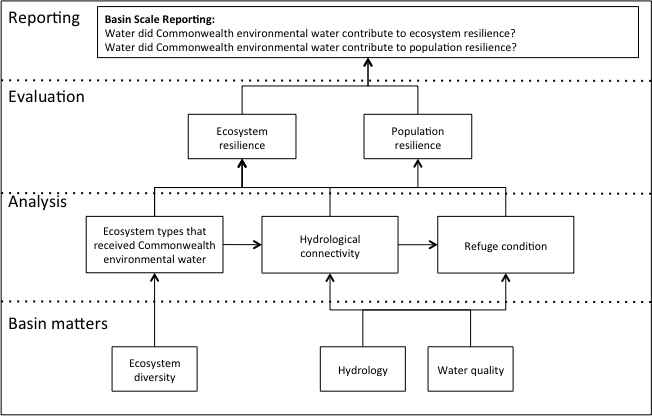 Reporting
Basin Scale Reporting:
Water did Commonwealth environmental water contribute to ecosystem resilience?
Water did Commonwealth environmental water contribute to population resilience?
Evaluation
Ecosystem
resilience
Population
resilience
Analysis
Ecosystem types that
received Commonwealth
environmental water
Hydrological
connectivity
Refuge condition
Basin matters
Ecosystem
diversity
Hydrology
Water quality